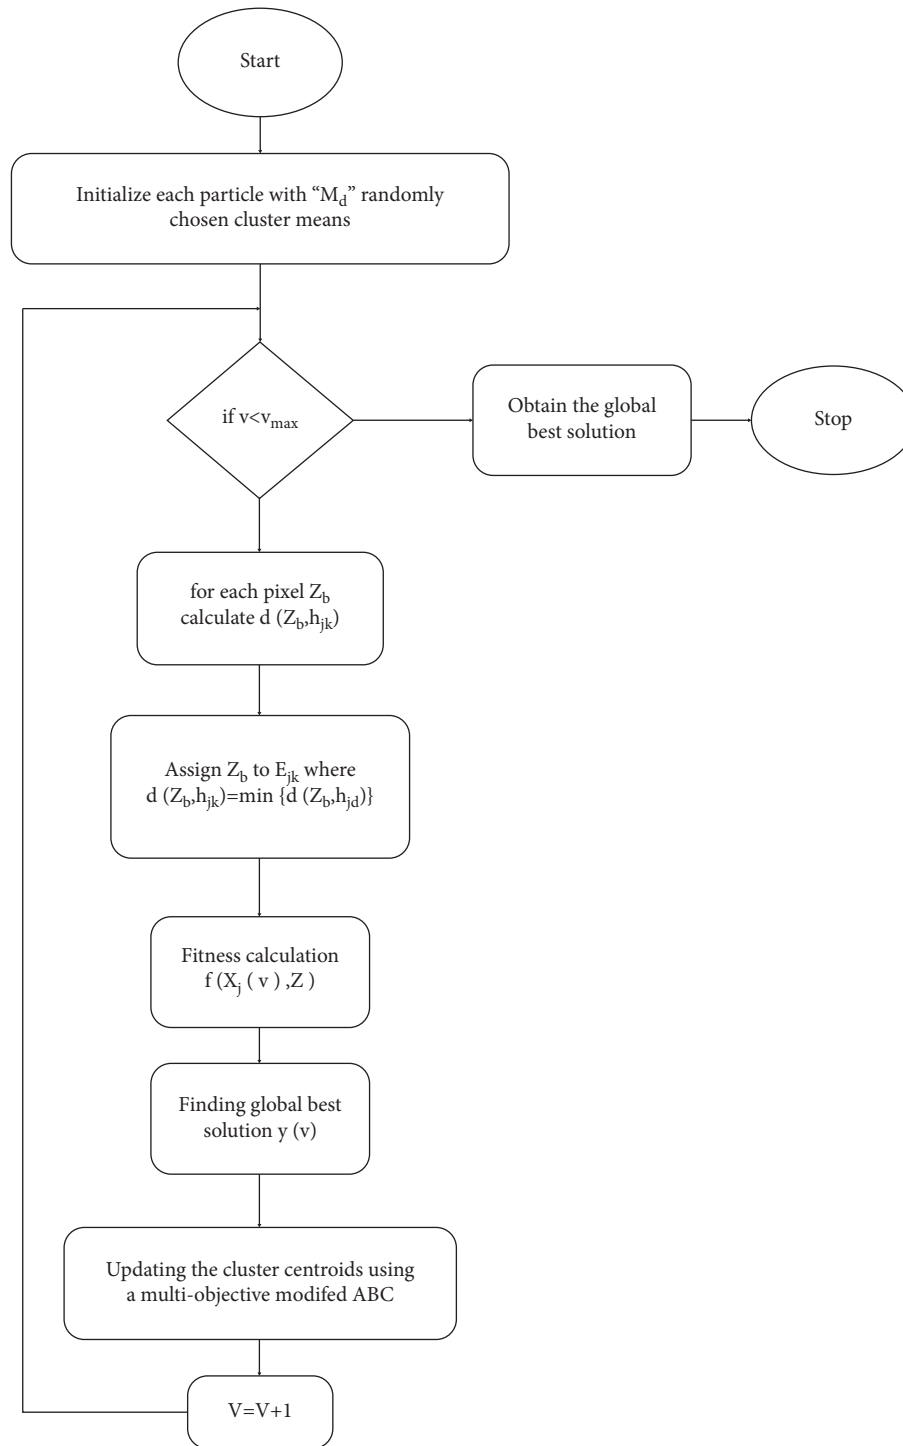 Start
Initialize each particle with “M_d” randomly
chosen cluster means
if v<v_max
Obtain the global
best solution
Stop
for each pixel Z_b
calculate d (Z_b,h_jk)
Assign Z_b to E_jk where
d (Z_b,h_jk)=min {d (Z_b,h_jd)}
Fitness calculation
f (X_j ( v ) ,Z )
Finding global best
solution y (v)
Updating the cluster centroids using
a multi-objective modifed ABC
V=V+1